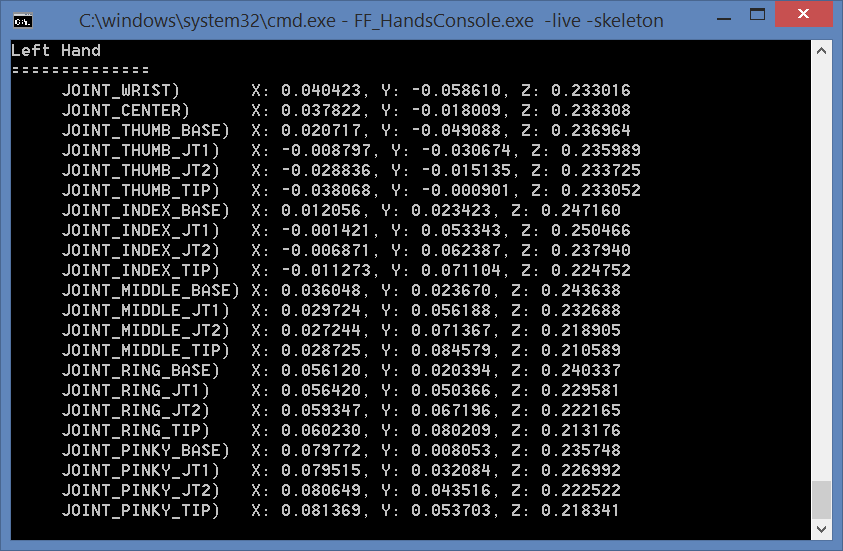 C:\windows\system32\cmd.exe - FF_HandsConsole.exe -live -skeleton
Left Hand
==============
JOINT_WRIST) X: 0.040423, Y: -0.058610, Z: 0.233016
JOINT_CENTER) X: 0.037822, Y: -0.018009, Z: 0.238308
JOINT_THUMB_BASE) X: 0.020717, Y: -0.049088, Z: 0.236964
JOINT_THUMB_JT1) X: -0.008797, Y: -0.030674, Z: 0.235989
JOINT_THUMB_JT2) X: -0.028836, Y: -0.015135, Z: 0.233725
JOINT_THUMB_TIP) X: -0.038068, Y: -0.000901, Z: 0.233052
JOINT_INDEX_BASE) X: 0.012056, Y: 0.023423, Z: 0.247160
JOINT_INDEX_JT1) X: -0.001421, Y: 0.053343, Z: 0.250466
JOINT_INDEX_JT2) X: -0.006871, Y: 0.062387, Z: 0.237940
JOINT_INDEX_TIP) X: -0.011273, Y: 0.071104, Z: 0.224752
JOINT_MIDDLE_BASE) X: 0.036048, Y: 0.023670, Z: 0.243638
JOINT_MIDDLE_JT1) X: 0.029724, Y: 0.056188, Z: 0.232688
JOINT_MIDDLE_JT2) X: 0.027244, Y: 0.071367, Z: 0.218905
JOINT_MIDDLE_TIP) X: 0.028725, Y: 0.084579, Z: 0.210589
JOINT_RING_BASE) X: 0.056120, Y: 0.020394, Z: 0.240337
JOINT_RING_JT1) X: 0.056420, Y: 0.050366, Z: 0.229581
JOINT_RING_JT2) X: 0.059347, Y: 0.067196, Z: 0.222165
JOINT_RING_TIP) X: 0.060230, Y: 0.080209, Z: 0.213176
JOINT_PINKY_BASE) X: 0.079772, Y: 0.008053, Z: 0.235748
JOINT_PINKY_JT1) X: 0.079515, Y: 0.032084, Z: 0.226992
JOINT_PINKY_JT2) X: 0.080649, Y: 0.043516, Z: 0.222522
JOINT_PINKY_TIP) X: 0.081369, Y: 0.053703, Z: 0.218341